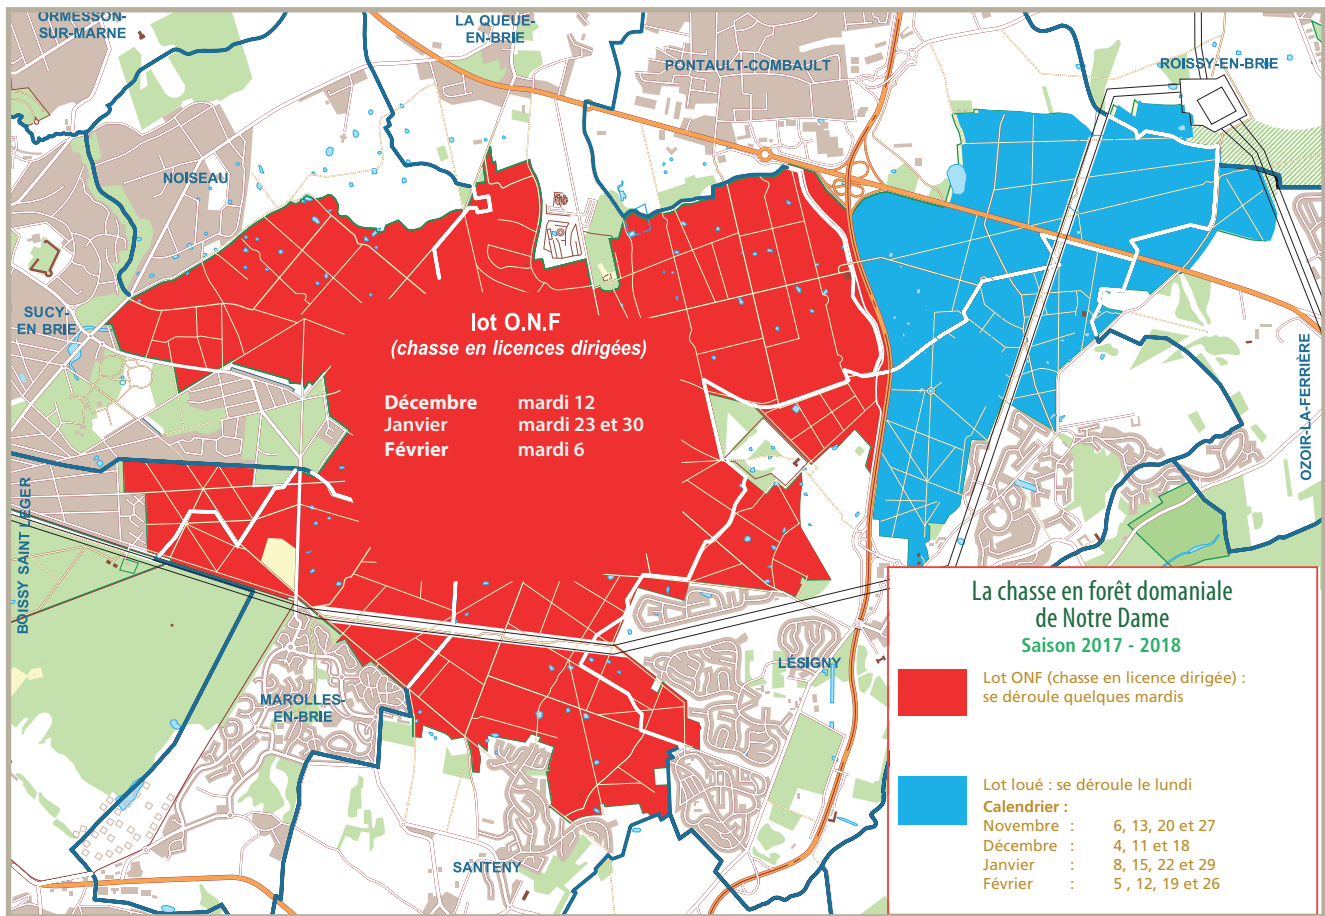 ORMESSON-
SUR-MARNE
LA QUEUE-
EN-BRIE
PONTAULT-COMBAULT
ROISSY-EN-BRIE
NOISEAU
SUCY-
EN BRIE
lot O.N.F
(chasse en licences dirigées)
Décembre mardi 12
Janvier mardi 23 et 30
Février mardi 6
OZOIR-LA-FERRIÈRE
BOISSY SAINT LEGER
MAROLLES-
EN-BRIE
LÉSIGNY
SANTENY
La chasse en forêt domaniale
de Notre Dame
Saison 2017 - 2018
Lot ONF (chasse en licence dirigée) :
se déroule quelques mardis
Lot loué : se déroule le lundi
Calendrier :
Novembre : 6, 13, 20 et 27
Décembre : 4, 11 et 18
Janvier : 8, 15, 22 et 29
Février : 5 , 12, 19 et 26